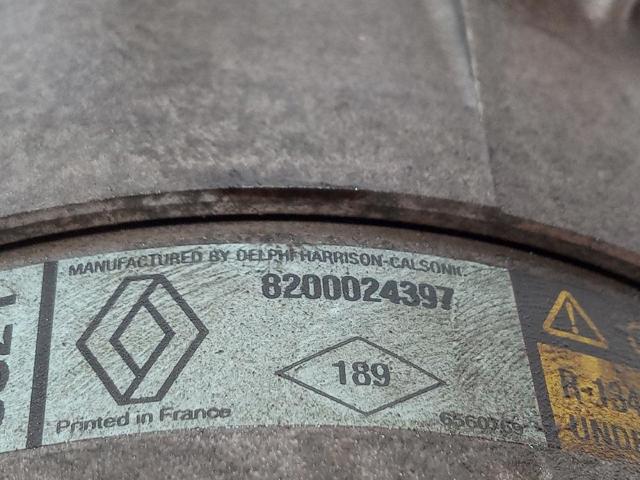 MANUFACTURED BY DELPHI HARRISON-CALSONIC
8200024397
189
Printed in France